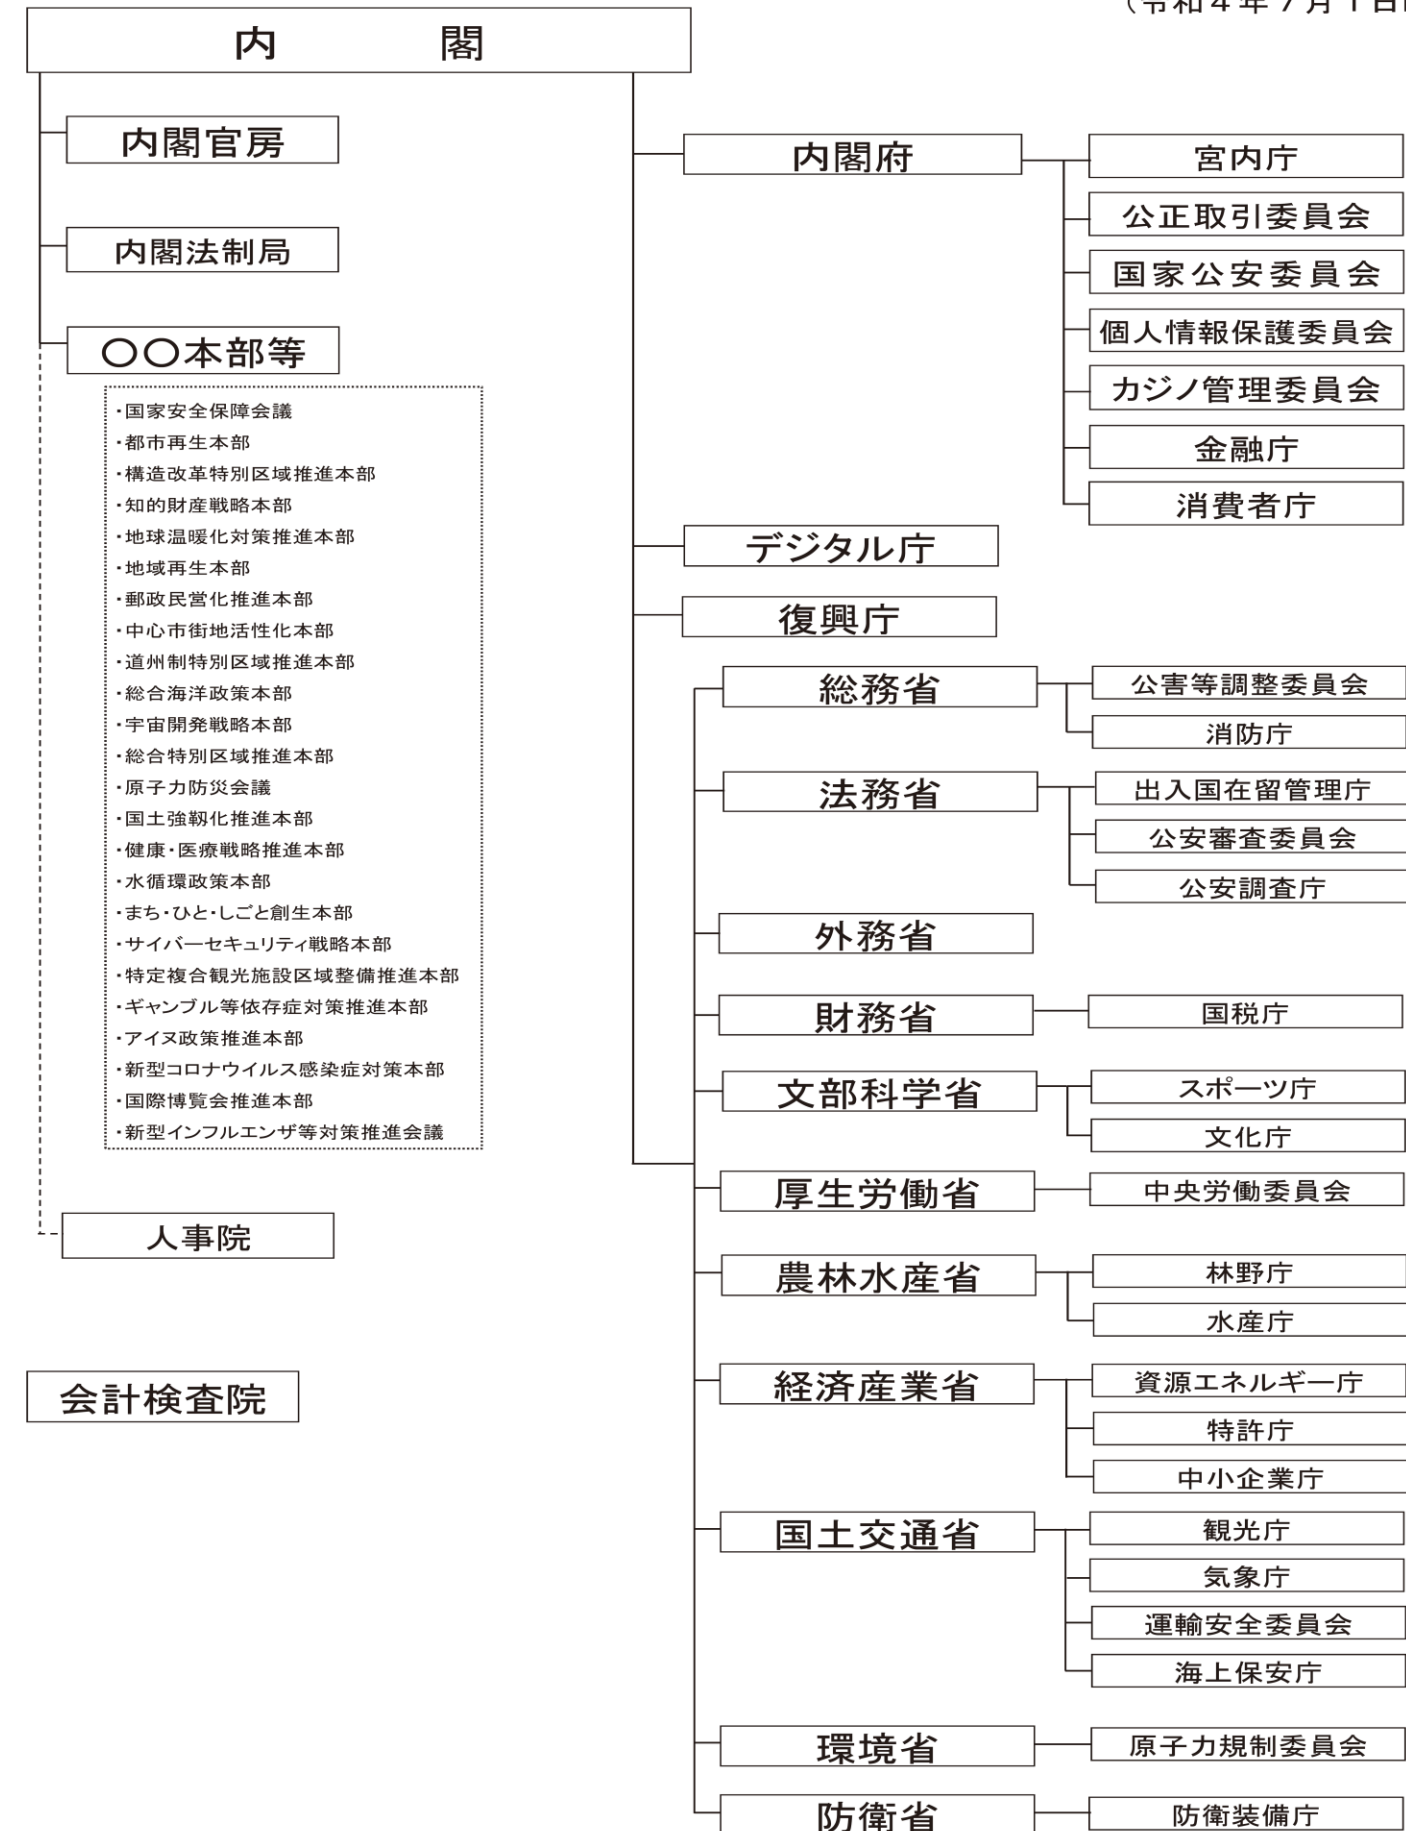 （令和４年７月１日
内閣
内閣官房
内閣法制局
〇〇本部等
・国家安全保障会議
・都市再生本部
・構造改革特別区域推進本部
・知的財産戦略本部
・地球温暖化対策推進本部
・地域再生本部
・郵政民営化推進本部
・中心市街地活性化本部
・道州制特別区域推進本部
・総合海洋政策本部
・宇宙開発戦略本部
・総合特別区域推進本部
・原子力防災会議
・国土強靱化推進本部
・健康・医療戦略推進本部
・水循環政策本部
・まち・ひと・しごと創生本部
・サイバーセキュリティ戦略本部
・特定複合観光施設区域整備推進本部
・ギャンブル等依存症対策推進本部
・アイヌ政策推進本部
・新型コロナウイルス感染症対策本部
・国際博覧会推進本部
・新型インフルエンザ等対策推進会議
人事院
会計検査院
内閣府
宮内庁
公正取引委員会
国家公安委員会
個人情報保護委員会
カジノ管理委員会
金融庁
消費者庁
デジタル庁
復興庁
総務省
公害等調整委員会
消防庁
法務省
出入国在留管理庁
公安審査委員会
公安調査庁
外務省
財務省
国税庁
文部科学省
スポーツ庁
文化庁
厚生労働省
中央労働委員会
農林水産省
林野庁
水産庁
経済産業省
資源エネルギー庁
特許庁
中小企業庁
国土交通省
観光庁
気象庁
運輸安全委員会
海上保安庁
環境省
原子力規制委員会
防衛省
防衛装備庁